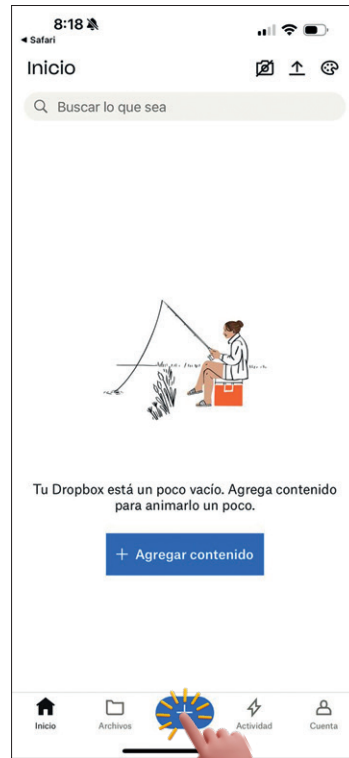 8:18
Safari
Inicio
Buscar lo que sea
Tu Dropbox está un poco vacío. Agrega contenido
para animarlo un poco.
+ Agregar contenido
Inicio
Archivos
+
Actividad
Cuenta